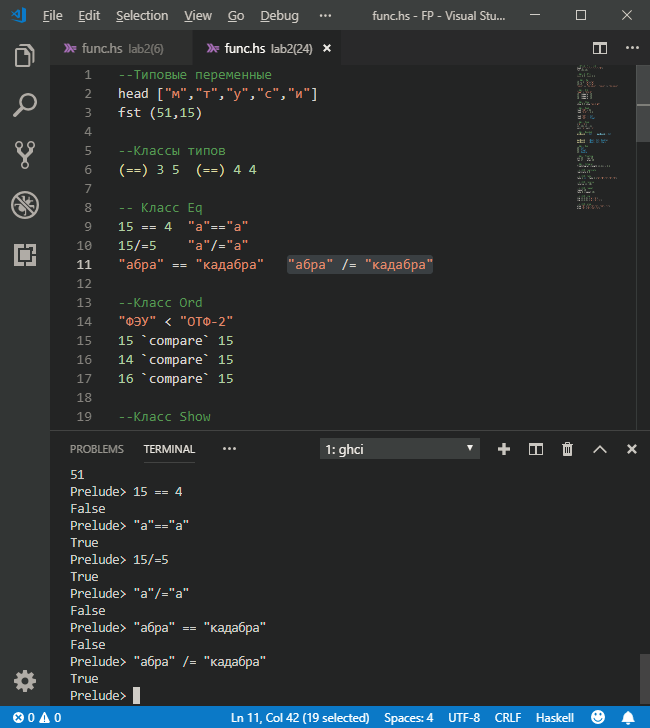 File Edit Selection View Go Debug ··· func.hs - FP - Visual Stu...
func.hs lab2(6) func.hs lab2(24)
1 --Типовые переменные
2 head ["м","т","у","с","и"]
3 fst (51,15)
4
5 --Классы типов
6 (==) 3 5  (==) 4 4
7
8 -- Класс Eq
9 15 == 4  "a"=="a"
10 15/=5    "a"/="a"
11 "абра" == "кадабра"   "абра" /= "кадабра"
12
13 --Класс Ord
14 "ФЭУ" < "ОТФ-2"
15 15 `compare` 15
16 14 `compare` 15
17 16 `compare` 15
18
19 --Класс Show
PROBLEMS TERMINAL ··· 1: ghci
51
Prelude> 15 == 4
False
Prelude> "a"=="a"
True
Prelude> 15/=5
True
Prelude> "a"/="a"
False
Prelude> "абра" == "кадабра"
False
Prelude> "абра" /= "кадабра"
True
Prelude>
0 0 Ln 11, Col 42 (19 selected) Spaces: 4 UTF-8 CRLF Haskell